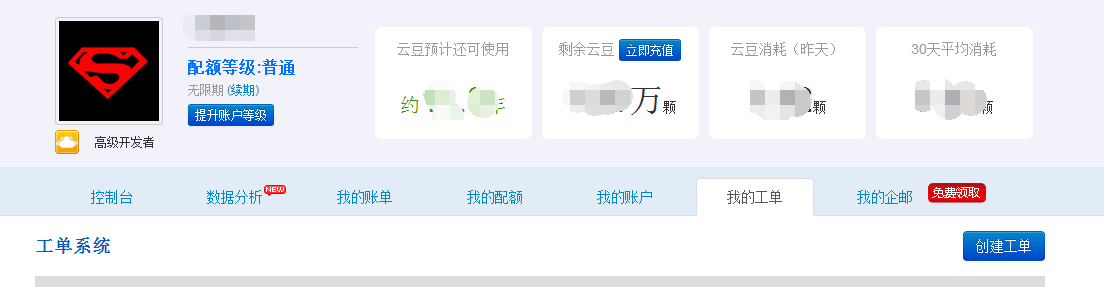 云豆预计还可使用
约
年
剩余云豆 立即充值
万颗
云豆消耗（昨天）
颗
30天平均消耗
颗
配额等级:普通
无限期 (续期)
提升账户等级
高级开发者
控制台
数据分析 NEW
我的账单
我的配额
我的账户
我的工单
我的企邮 免费领取
工单系统
创建工单